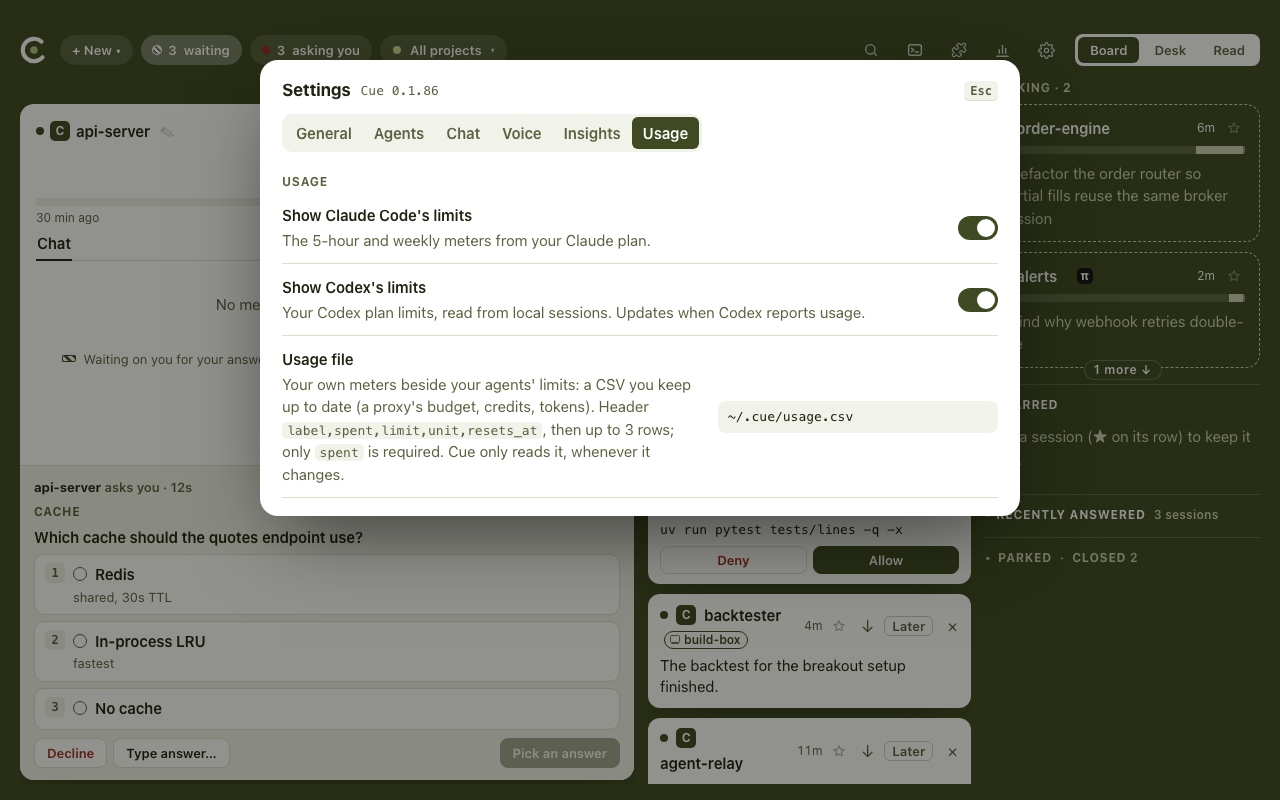 + New ▾
3 waiting
3 asking you
All projects ▾
Board
Desk
Read
Settings Cue 0.1.86
Esc
General
Agents
Chat
Voice
Insights
Usage
USAGE
Show Claude Code's limits
The 5-hour and weekly meters from your Claude plan.
Show Codex's limits
Your Codex plan limits, read from local sessions. Updates when Codex reports usage.
Usage file
Your own meters beside your agents' limits: a CSV you keep
up to date (a proxy's budget, credits, tokens). Header
label,spent,limit,unit,resets_at, then up to 3 rows;
only spent is required. Cue only reads it, whenever it
changes.
~/.cue/usage.csv
C api-server
30 min ago
Chat
No me
Waiting on you for your answe
api-server asks you · 12s
CACHE
Which cache should the quotes endpoint use?
1 Redis
shared, 30s TTL
2 In-process LRU
fastest
3 No cache
Decline
Type answer...
Pick an answer
uv run pytest tests/lines -q -x
Deny
Allow
C backtester
4m
Later
build-box
The backtest for the breakout setup
finished.
C
11m
Later
agent-relay
KING · 2
order-engine
6m
efactor the order router so
rtial fills reuse the same broker
ssion
alerts π
2m
ind why webhook retries double-
1 more ↓
RRED
a session (★ on its row) to keep it
RECENTLY ANSWERED 3 sessions
PARKED · CLOSED 2